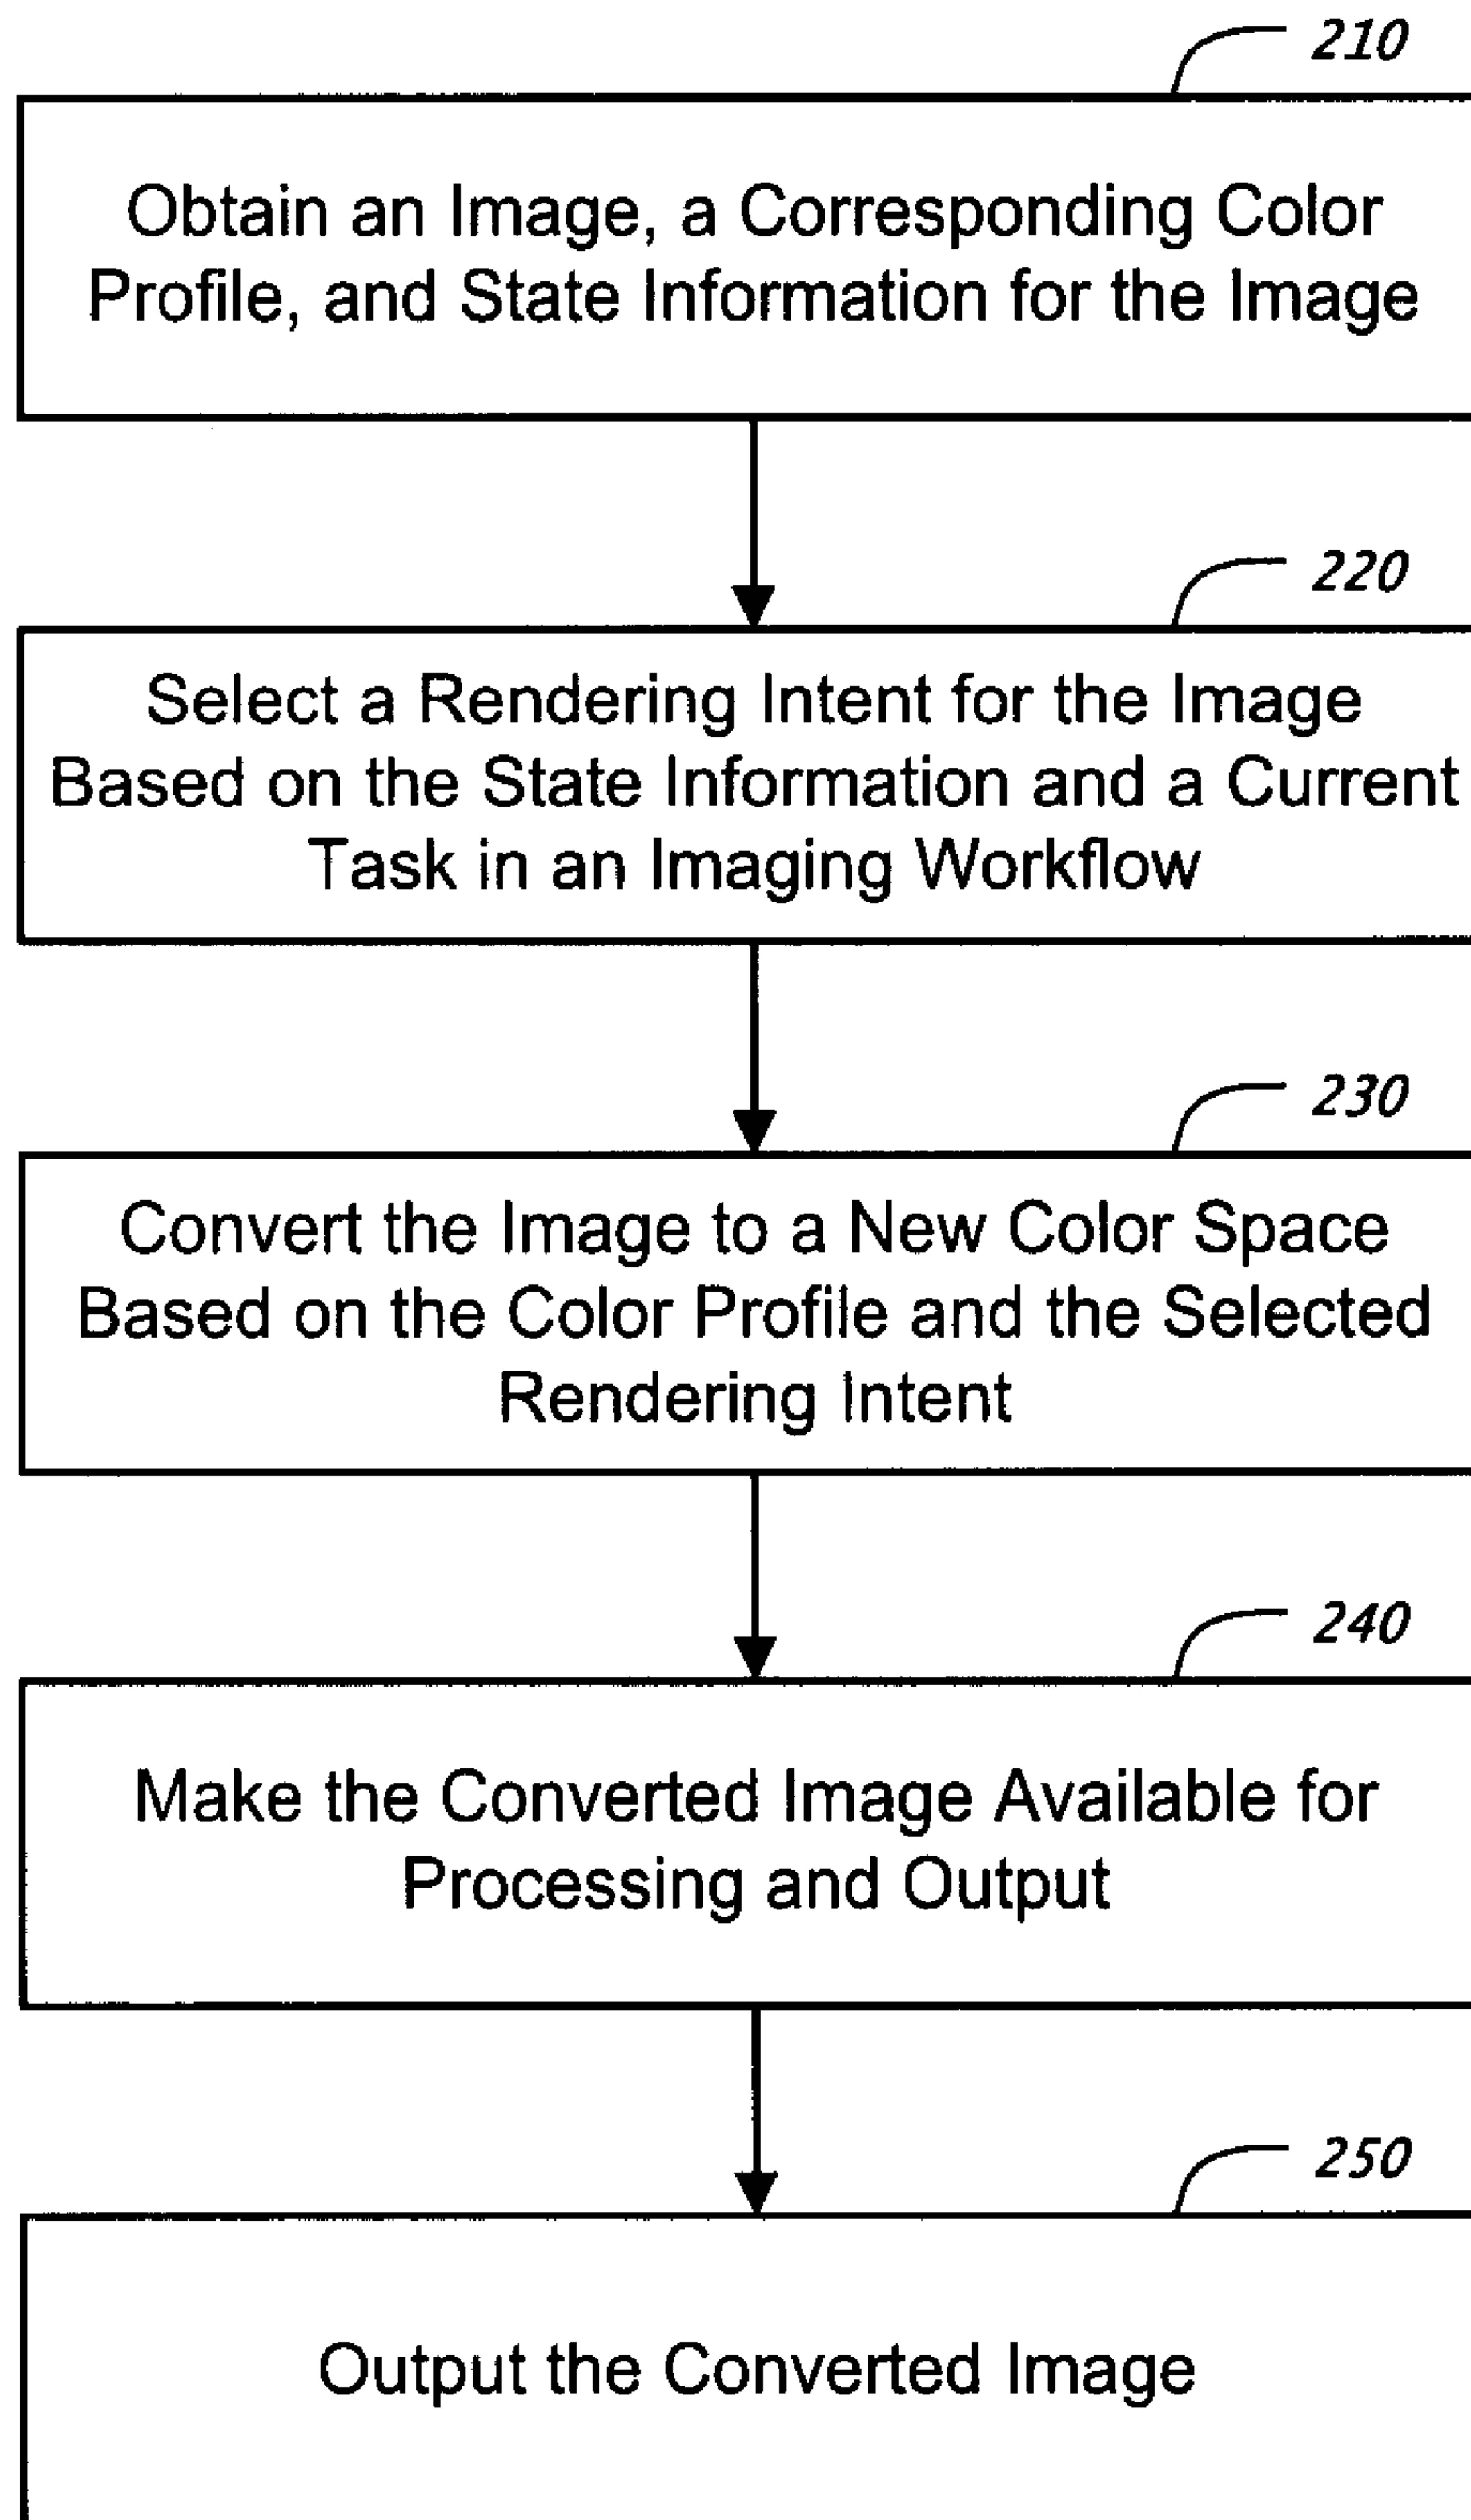 210
Obtain an Image, a Corresponding Color
Profile, and State Information for the Image
220
Select a Rendering Intent for the Image
Based on the State Information and a Current
Task in an Imaging Workflow
230
Convert the Image to a New Color Space
Based on the Color Profile and the Selected
Rendering Intent
240
Make the Converted Image Available for
Processing and Output
250
Output the Converted Image